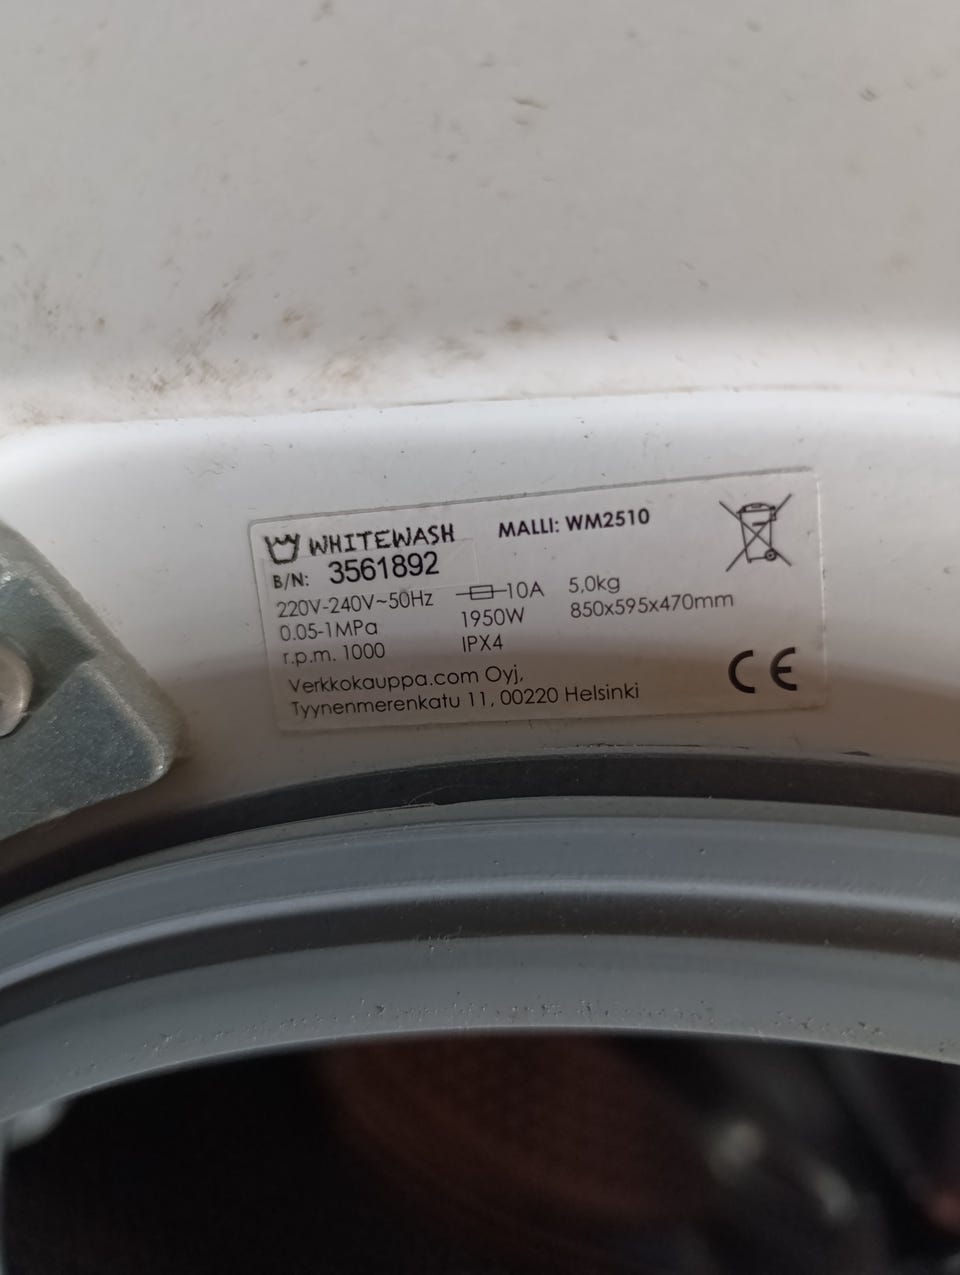 WHITEWASH MALLI: WM2510
B/N: 3561892
220V-240V~50Hz 10A 5,0kg
0.05-1MPa 1950W 850x595x470mm
r.p.m. 1000 IPX4
Verkkokauppa.com Oyj,
Tyynenmerenkatu 11, 00220 Helsinki
CE